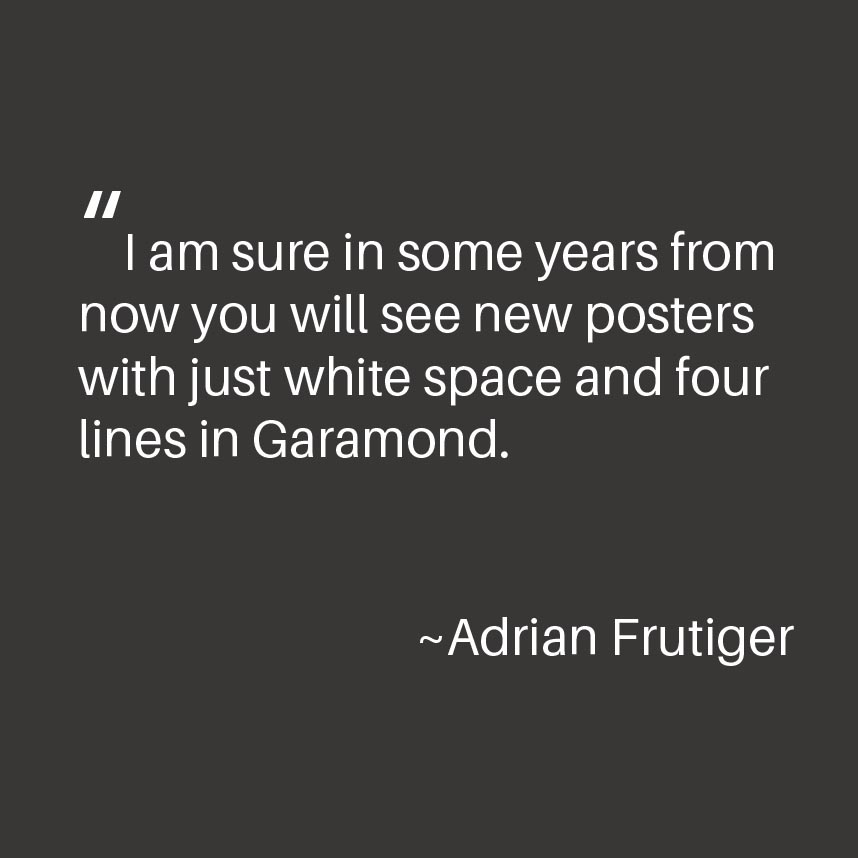 “I am sure in some years from
now you will see new posters
with just white space and four
lines in Garamond.
~Adrian Frutiger